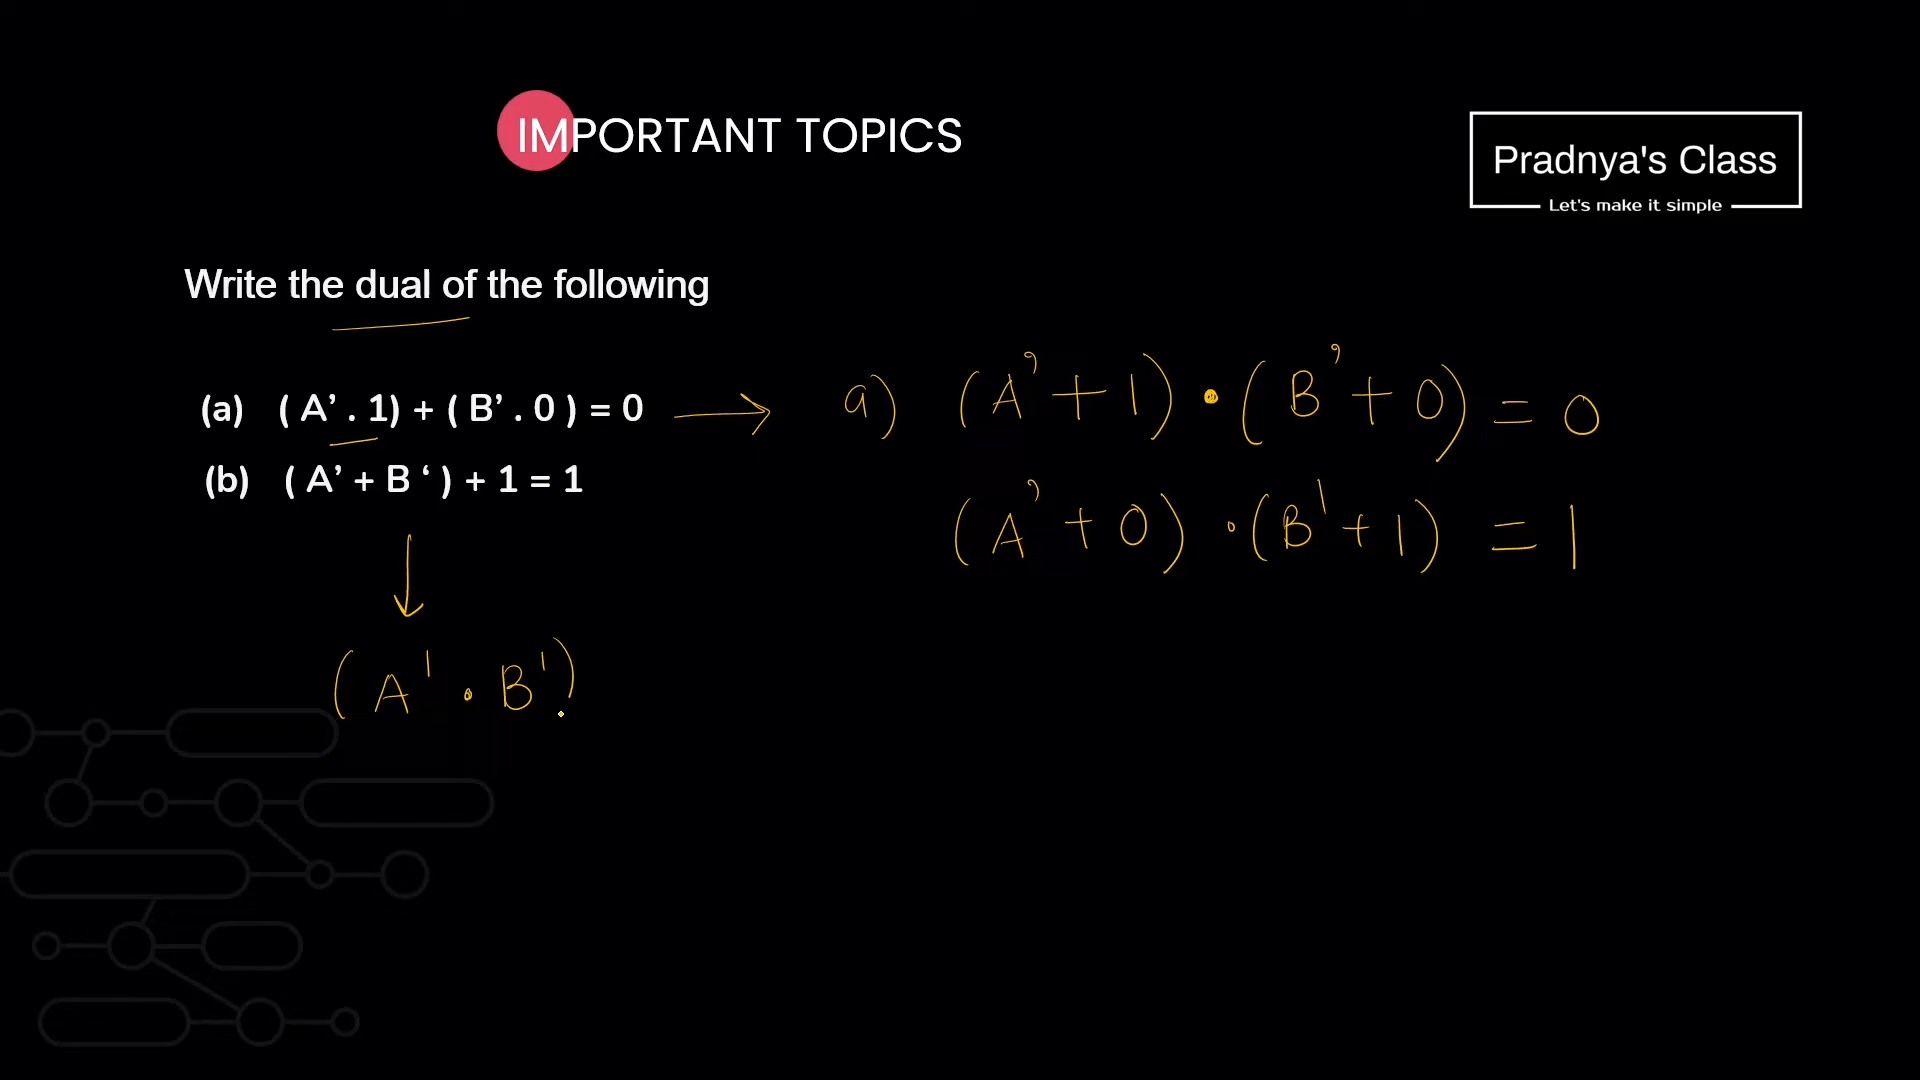 IMPORTANT TOPICS
Pradnya's Class
Let's make it simple
Write the dual of the following
(a) ( A’ . 1) + ( B’ . 0 ) = 0
(b) ( A’ + B ‘ ) + 1 = 1
a) (A’ + 1) • (B’ + 0) = 0
(A’ + 0) • (B' + 1) = 1
(A' • B')